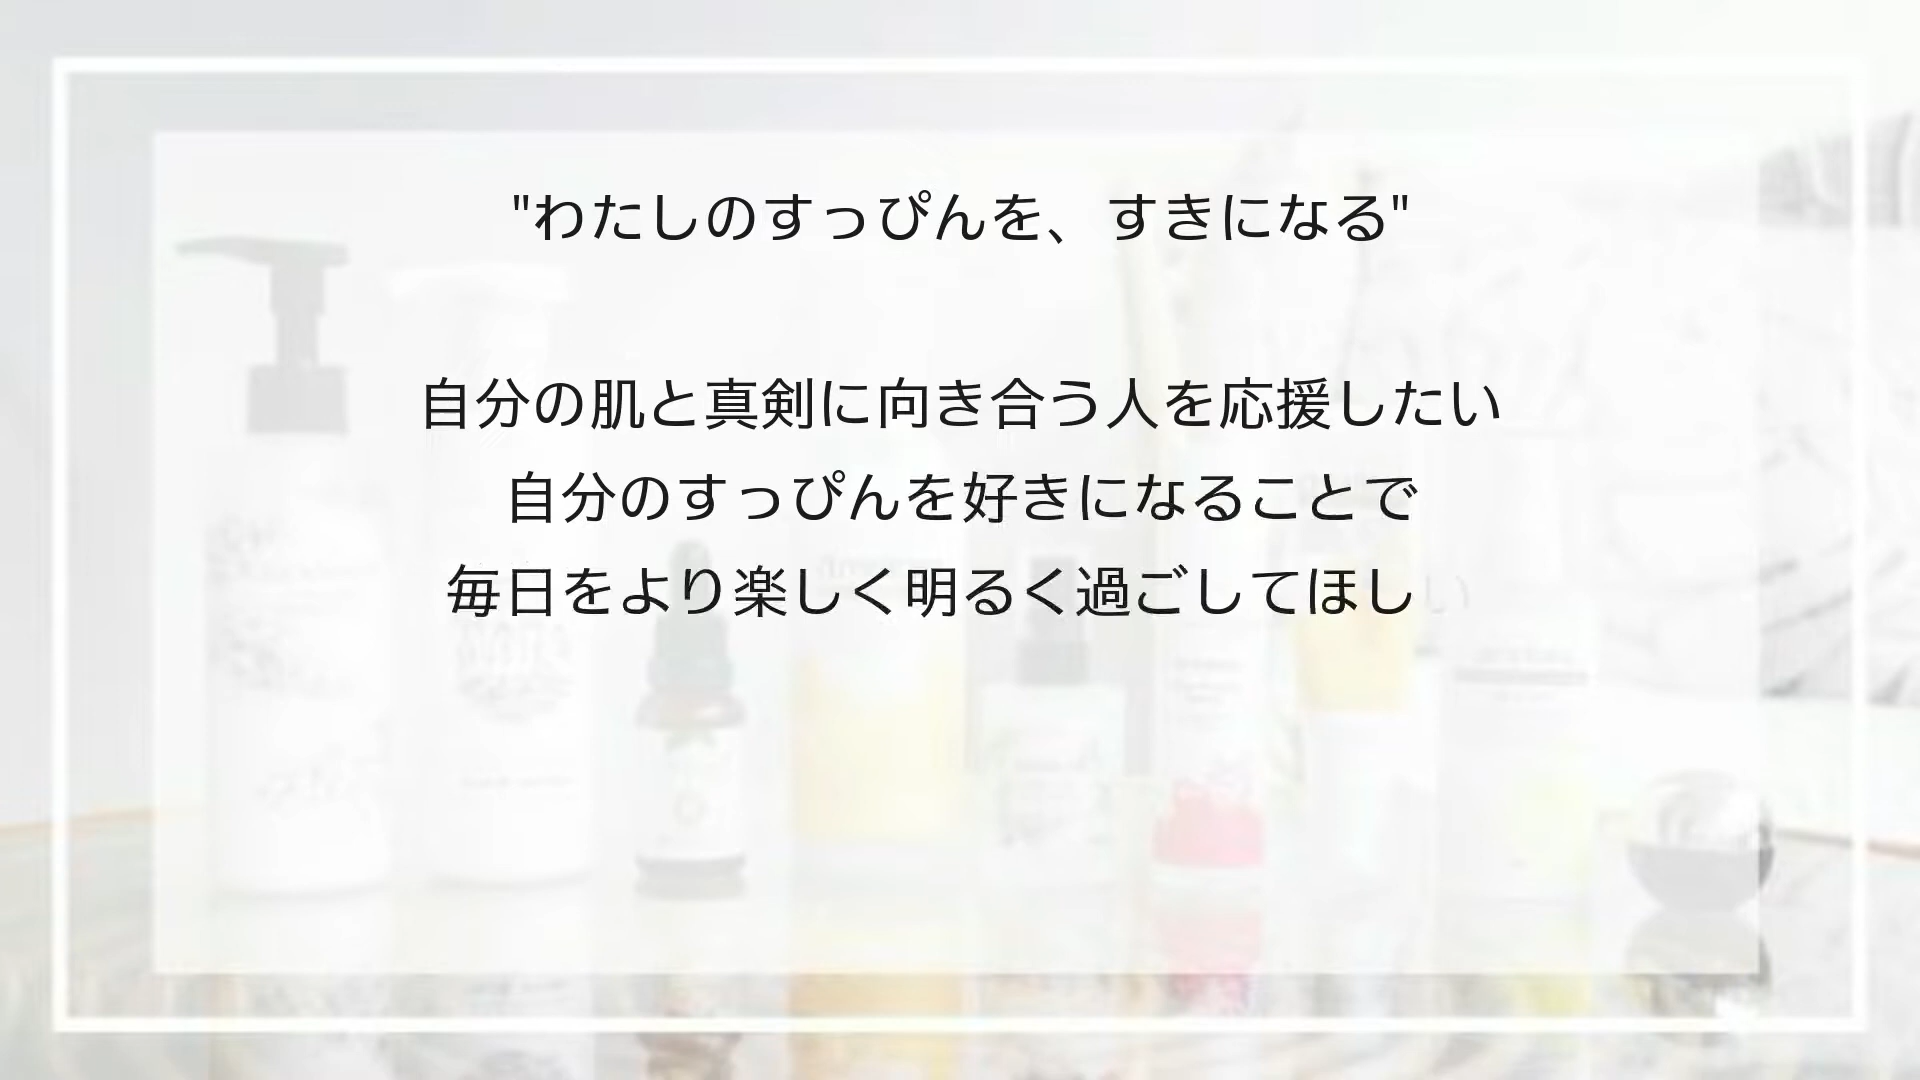 "わたしのすっぴんを、すきになる"
自分の肌と真剣に向き合う人を応援したい
自分のすっぴんを好きになることで
毎日をより楽しく明るく過ごしてほしい